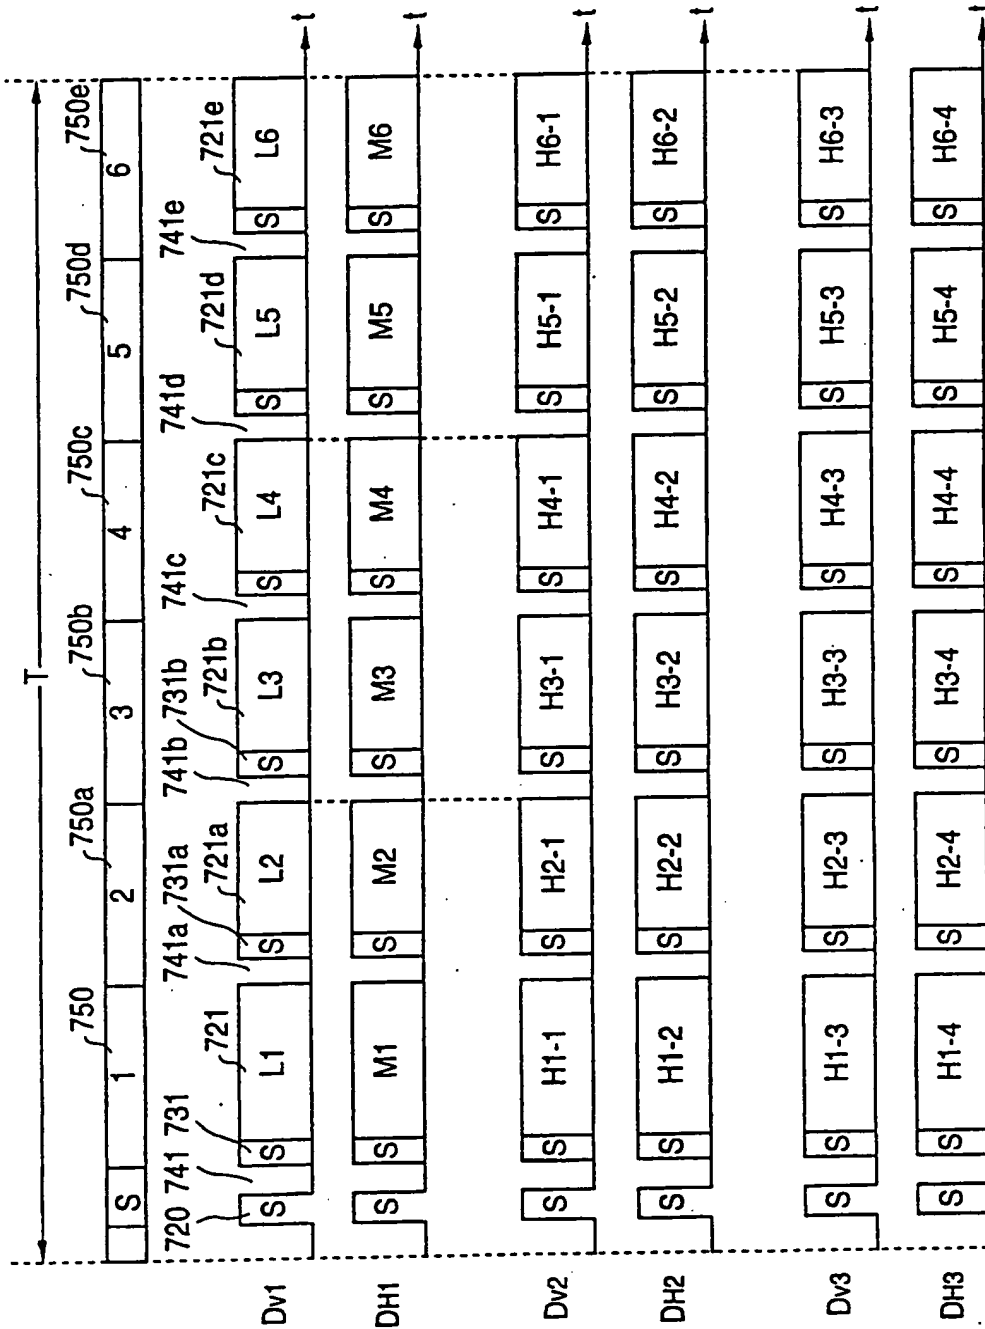 T
750 750a 750b 750c 750d 750e
S 1 2 3 4 5 6
720 741 731 721 741a 731a 721a 741b 731b 721b 741c 721c 741d 721d 741e 721e
Dv1 S S L1 S L2 S L3 S L4 S L5 S L6 t
DH1 S S M1 S M2 S M3 S M4 S M5 S M6 t
Dv2 S S H1-1 S H2-1 S H3-1 S H4-1 S H5-1 S H6-1 t
DH2 S S H1-2 S H2-2 S H3-2 S H4-2 S H5-2 S H6-2 t
Dv3 S S H1-3 S H2-3 S H3-3 S H4-3 S H5-3 S H6-3 t
DH3 S S H1-4 S H2-4 S H3-4 S H4-4 S H5-4 S H6-4 t